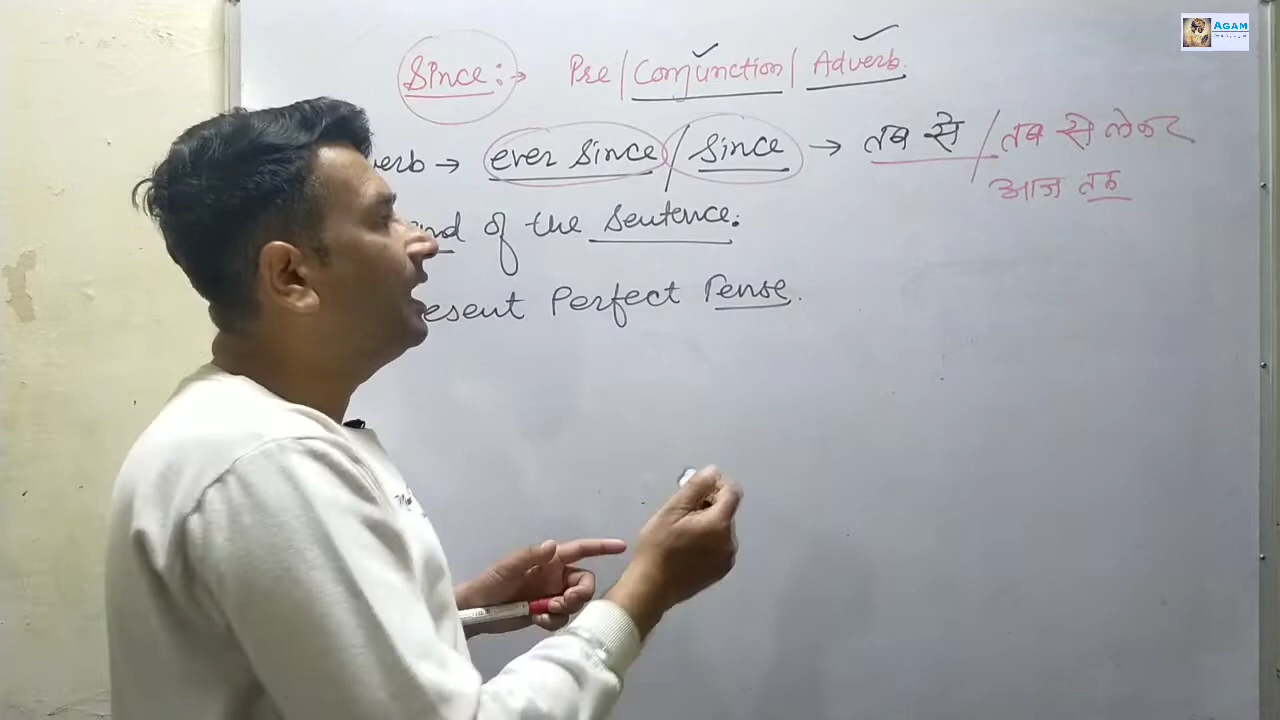 AGAM
Since:→ Pre/Conjunction/Adverb.
verb → ever since/since → तब से / तब से लेकर
आज तक
end of the sentence.
esent Perfect Tense.